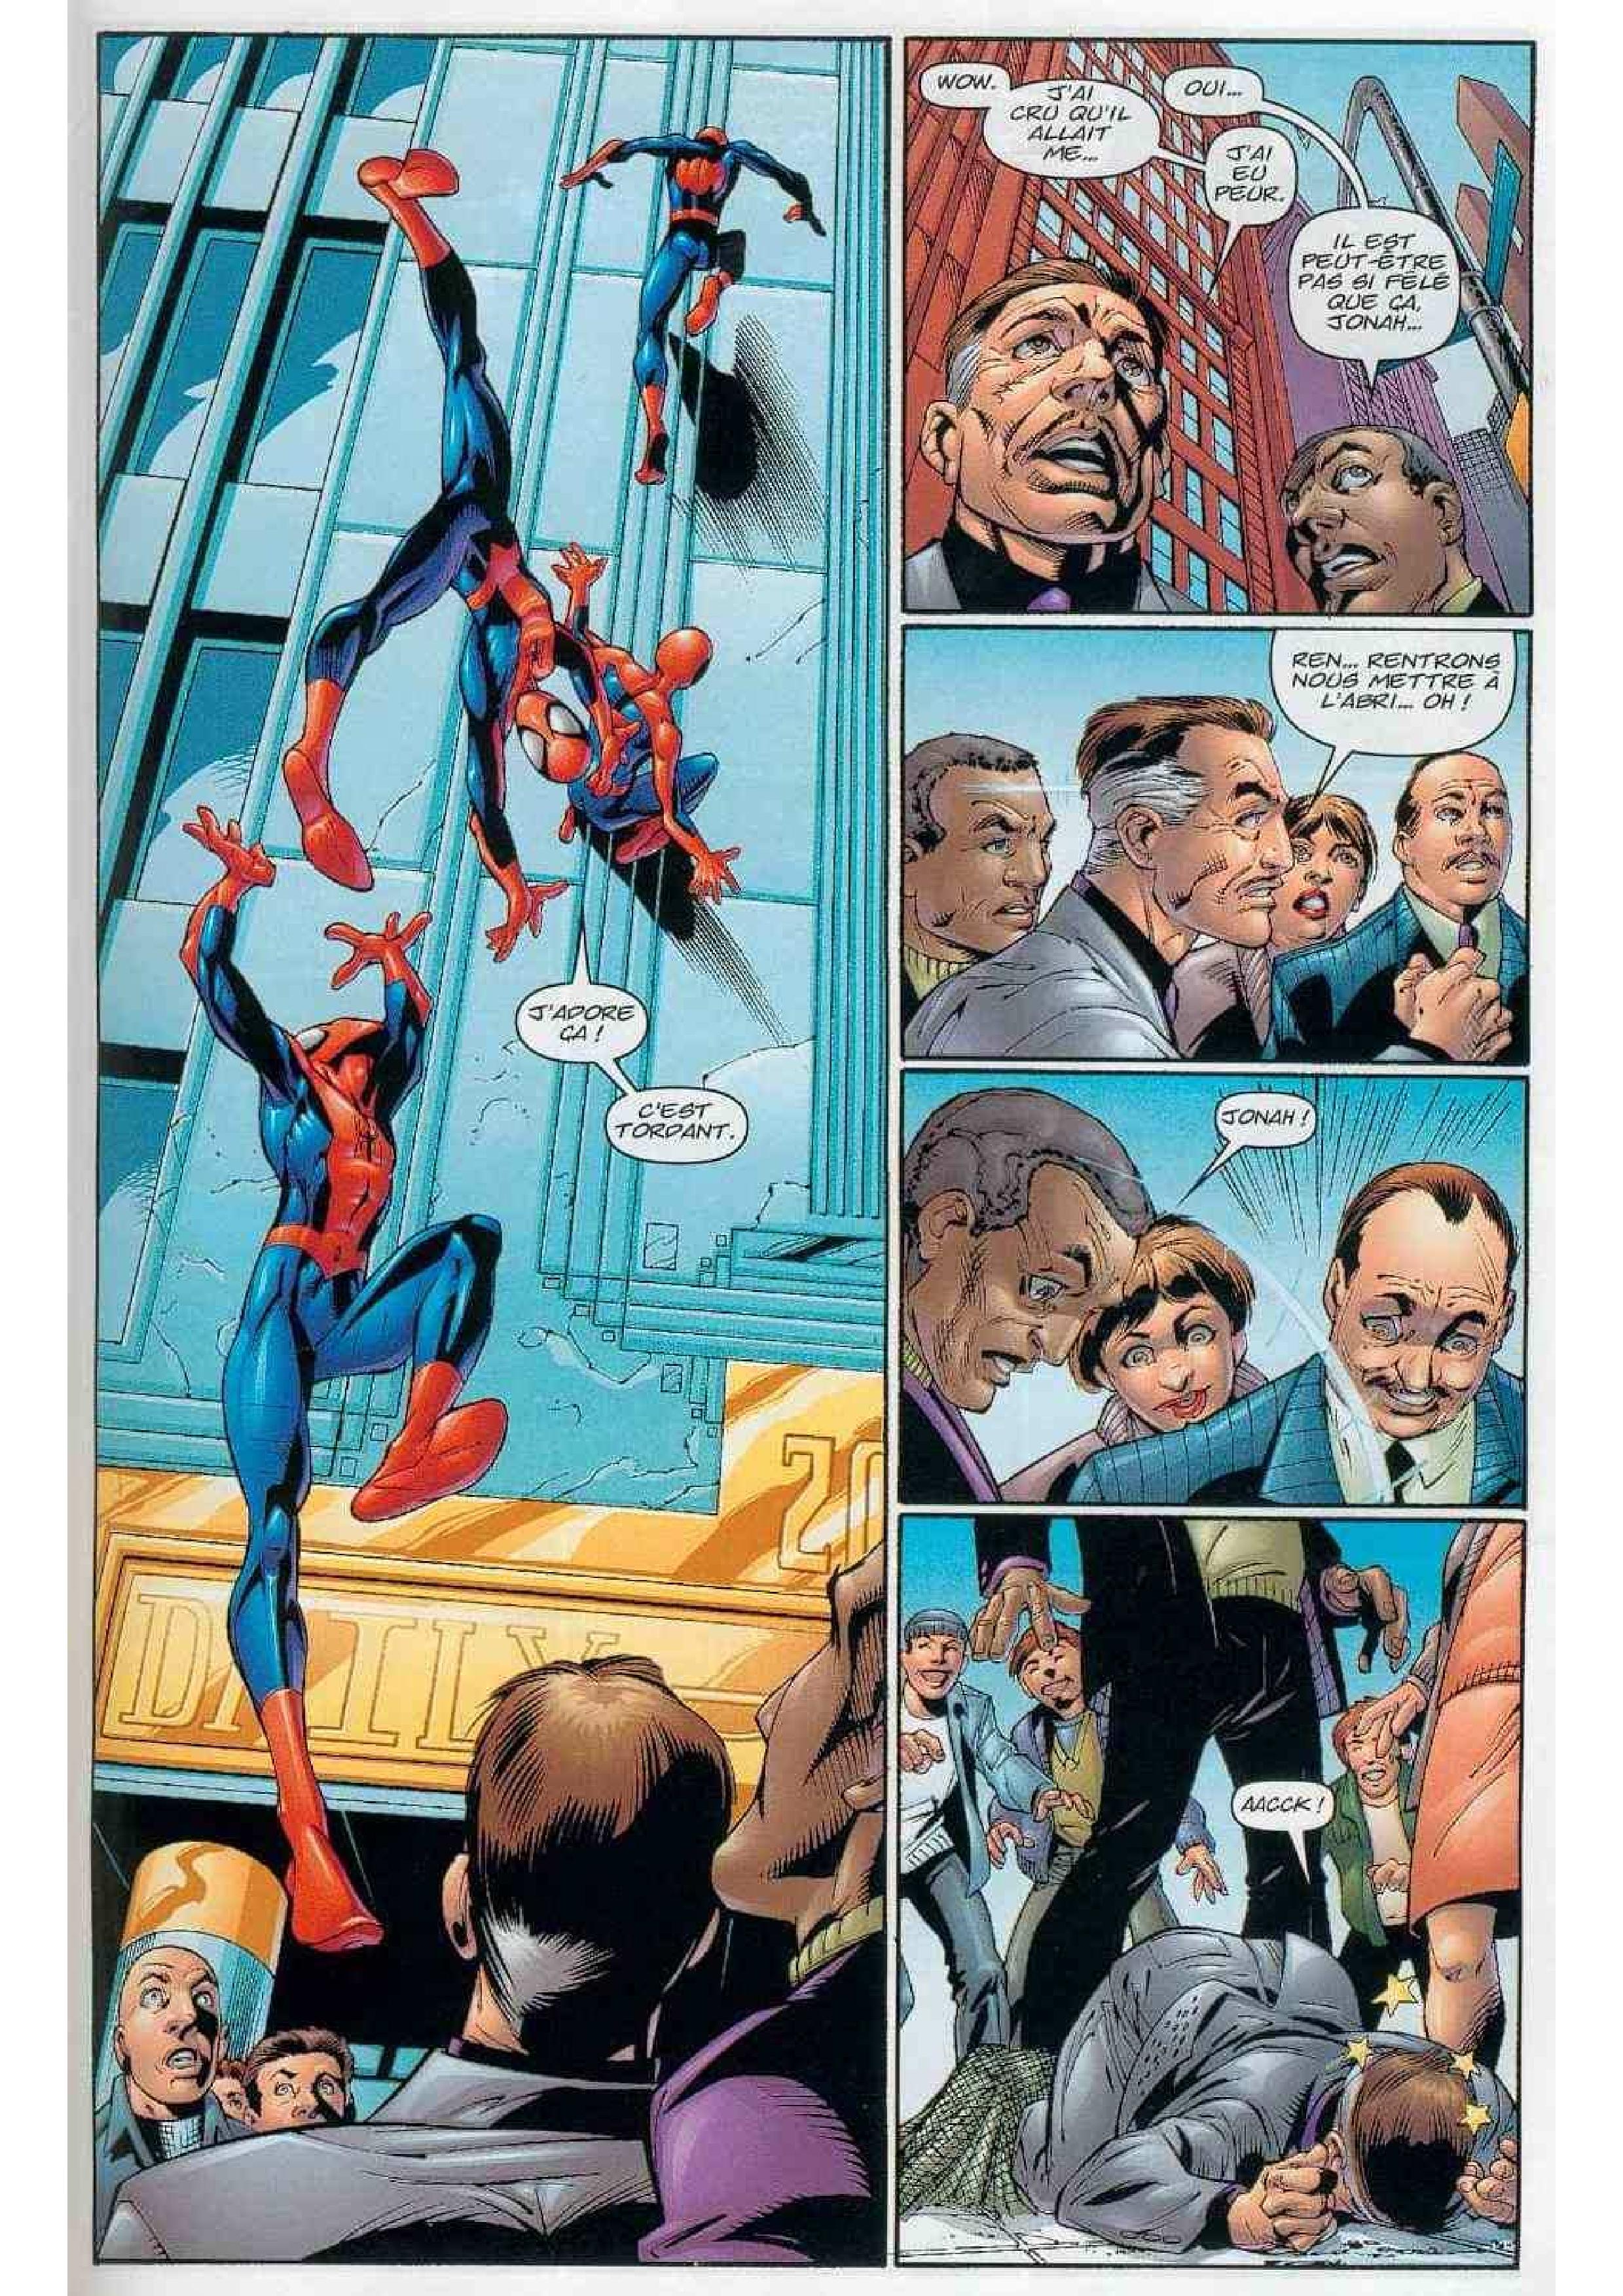 J'ADORE
ÇA !
C'EST
TORDANT.
20
DAILY
WOW.
J'AI
CRU QU'IL
ALLAIT
ME...
J'AI
EU
PEUR.
OUI...
IL EST
PEUT-ÊTRE
PAS SI FÊLÉ
QUE ÇA,
JONAH...
REN... RENTRONS
NOUS METTRE À
L'ABRI... OH !
JONAH !
AACCK !